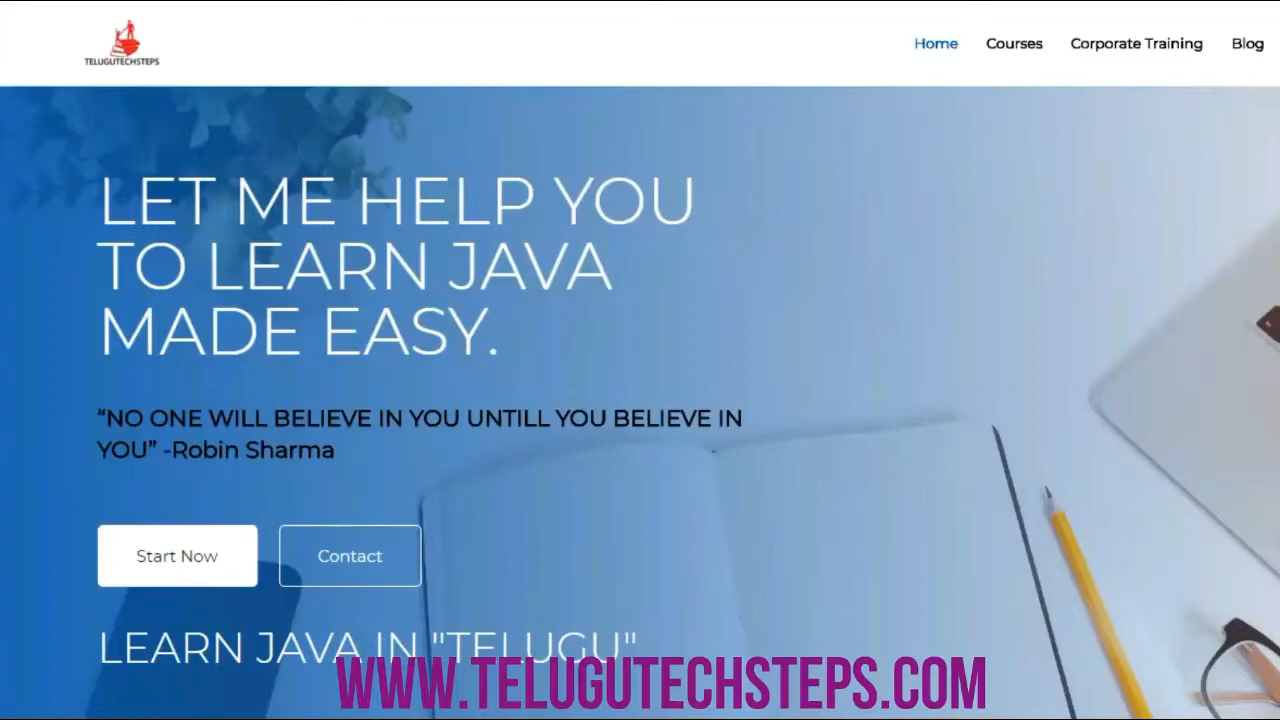 TELUGUTECHSTEPS
Home Courses Corporate Training Blog
LET ME HELP YOU
TO LEARN JAVA
MADE EASY.
“NO ONE WILL BELIEVE IN YOU UNTILL YOU BELIEVE IN
YOU” -Robin Sharma
Start Now Contact
LEARN JAVA IN "TELUGU"
WWW.TELUGUTECHSTEPS.COM